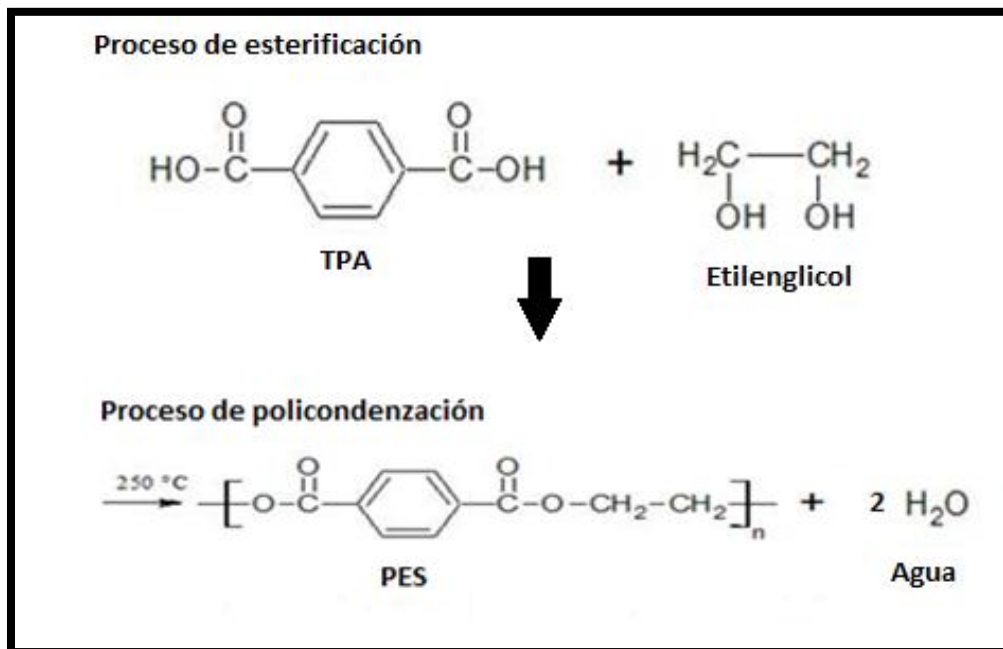 Proceso de esterificación
O O
HO-C C-OH + H₂C CH₂
OH OH
TPA
Etilenglicol
Proceso de policondenzación
250 °C [ O-C C-O-CH₂-CH₂ ]n + 2 H₂O
O O
PES
Agua